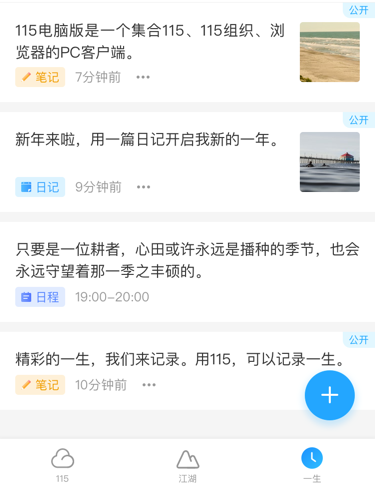 公开
115电脑版是一个集合115、115组织、浏
览器的PC客户端。
笔记 7分钟前
公开
新年来啦，用一篇日记开启我新的一年。
日记 9分钟前
只要是一位耕者，心田或许永远是播种的季节，也会
永远守望着那一季之丰硕的。
日程 19:00-20:00
公开
精彩的一生，我们来记录。用115，可以记录一生。
笔记 10分钟前
115 江湖 一生